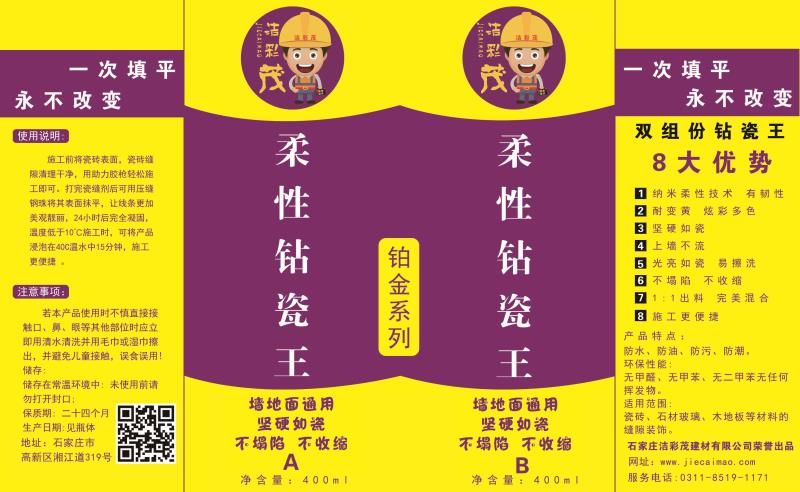 一次填平
永不改变
使用说明:
施工前将瓷砖表面,瓷砖缝
隙清理干净,用助力胶枪轻松施
工即可。打完瓷缝剂后可用压缝
钢珠将其表面抹平,让线条更加
美观靓丽,24小时后完全凝固,
温度低于10℃施工时,可将产品
浸泡在40C温水中15分钟,施工
更便捷 。
注意事项:
若本产品使用时不慎直接接
触口、鼻、眼等其他部位时应立
即用清水清洗并用毛巾或湿巾擦
出,并避免儿童接触,误食误用!
储存:
储存在常温环境中: 未使用前请
勿打开封口;
保质期: 二十四个月
生产日期:见瓶体
地址: 石家庄市
高新区湘江道319号
洁彩茂
JIECAIMAO
洁彩茂
柔性钻瓷王
墙地面通用
坚硬如瓷
不塌陷 不收缩
A
净含量: 400ml
铂金系列
洁彩茂
JIECAIMAO
洁彩茂
柔性钻瓷王
墙地面通用
坚硬如瓷
不塌陷 不收缩
B
净含量: 400ml
一次填平
永不改变
双组份钻瓷王
8大优势
1 纳米柔性技术 有韧性
2 耐变黄 炫彩多色
3 坚硬如瓷
4 上墙不流
5 光亮如瓷 易擦洗
6 不塌陷 不收缩
7 1:1出料 完美混合
8 施工更便捷
产品特点:
防水、防油、防污、防潮。
环保性能:
无甲醛、无甲苯、无二甲苯无任何
挥发物。
适用范围:
瓷砖、石材玻璃、木地板等材料的
缝隙装饰。
石家庄洁彩茂建材有限公司荣誉出品
网址: www.jiecaimao.com
服务电话:0311-8519-1171